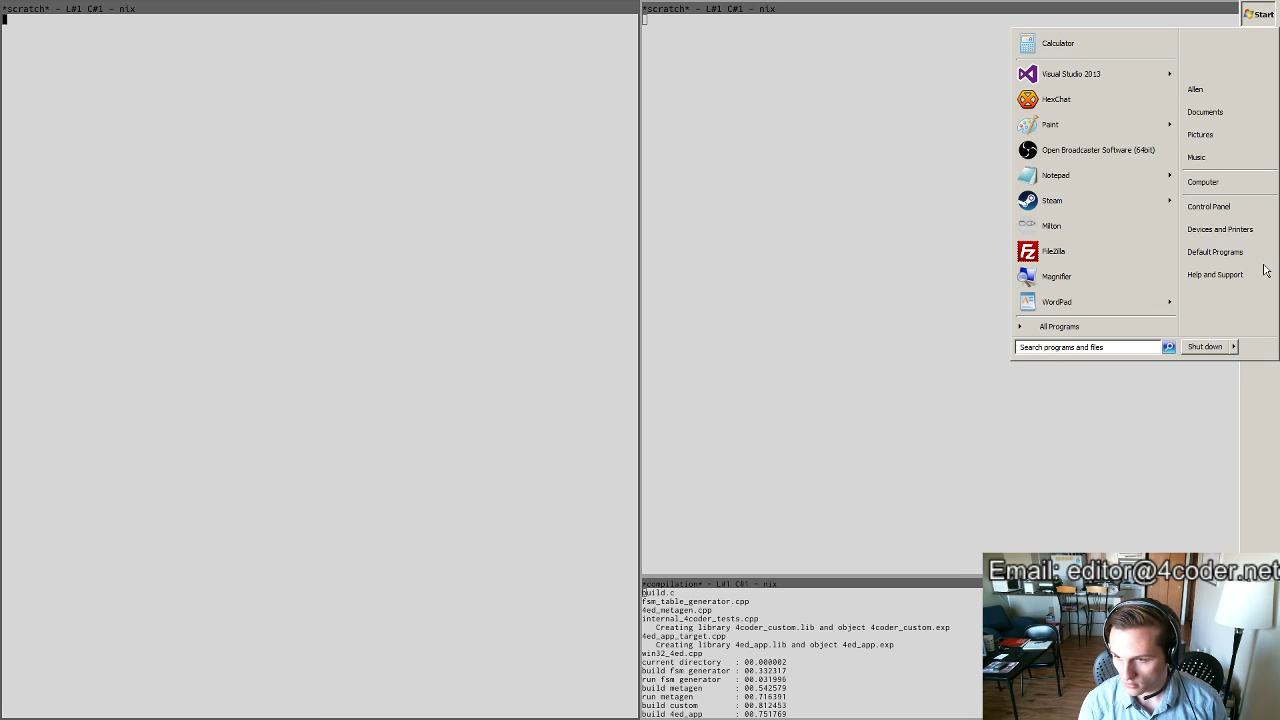 *scratch* - L#1 C#1 - nix
*scratch* - L#1 C#1 - nix
Start
Calculator
Visual Studio 2013
HexChat
Paint
Open Broadcaster Software (64bit)
Notepad
Steam
Milton
FileZilla
Magnifier
WordPad
All Programs
Search programs and files
Allen
Documents
Pictures
Music
Computer
Control Panel
Devices and Printers
Default Programs
Help and Support
Shut down
*compilation* - L#1 C#1 - nix
build.c
fsm_table_generator.cpp
4ed_metagen.cpp
internal_4coder_tests.cpp
Creating library 4coder_custom.lib and object 4coder_custom.exp
4ed_app_target.cpp
Creating library 4ed_app.lib and object 4ed_app.exp
win32_4ed.cpp
current directory : 00.000002
build fsm generator : 00.332317
run fsm generator : 00.031996
build metagen : 00.542579
run metagen : 00.716391
build custom : 00.812453
build 4ed_app : 00.751769
Email: editor@4coder.net